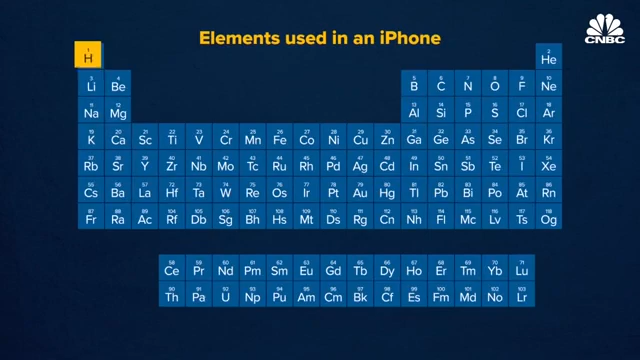 Elements used in an iPhone
CNBC
1 2
H He
3 4 5 6 7 8 9 10
Li Be B C N O F Ne
11 12 13 14 15 16 17 18
Na Mg Al Si P S Cl Ar
19 20 21 22 23 24 25 26 27 28 29 30 31 32 33 34 35 36
K Ca Sc Ti V Cr Mn Fe Co Ni Cu Zn Ga Ge As Se Br Kr
37 38 39 40 41 42 43 44 45 46 47 48 49 50 51 52 53 54
Rb Sr Y Zr Nb Mo Tc Ru Rh Pd Ag Cd In Sn Sb Te I Xe
55 56 57 72 73 74 75 76 77 78 79 80 81 82 83 84 85 86
Cs Ba La Hf Ta W Re Os Ir Pt Au Hg Tl Pb Bi Po At Rn
87 88 89 104 105 106 107 108 109 110 111 112 113 114 115 116 117 118
Fr Ra Ac Rf Db Sg Bh Hs Mt Ds Rg Cn Nh Fl Mc Lv Ts Og
58 59 60 61 62 63 64 65 66 67 68 69 70 71
Ce Pr Nd Pm Sm Eu Gd Tb Dy Ho Er Tm Yb Lu
90 91 92 93 94 95 96 97 98 99 100 101 102 103
Th Pa U Np Pu Am Cm Bk Cf Es Fm Md No Lr